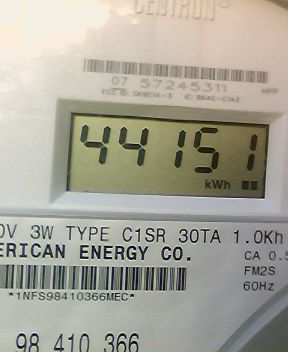 CENTRON®
07 57245311
44151
kWh
0V 3W TYPE C1SR 30TA 1.0Kh
ERICAN ENERGY CO.
CA 0.5
FM2S
60Hz
*1NFS98410366MEC*
98 410 366